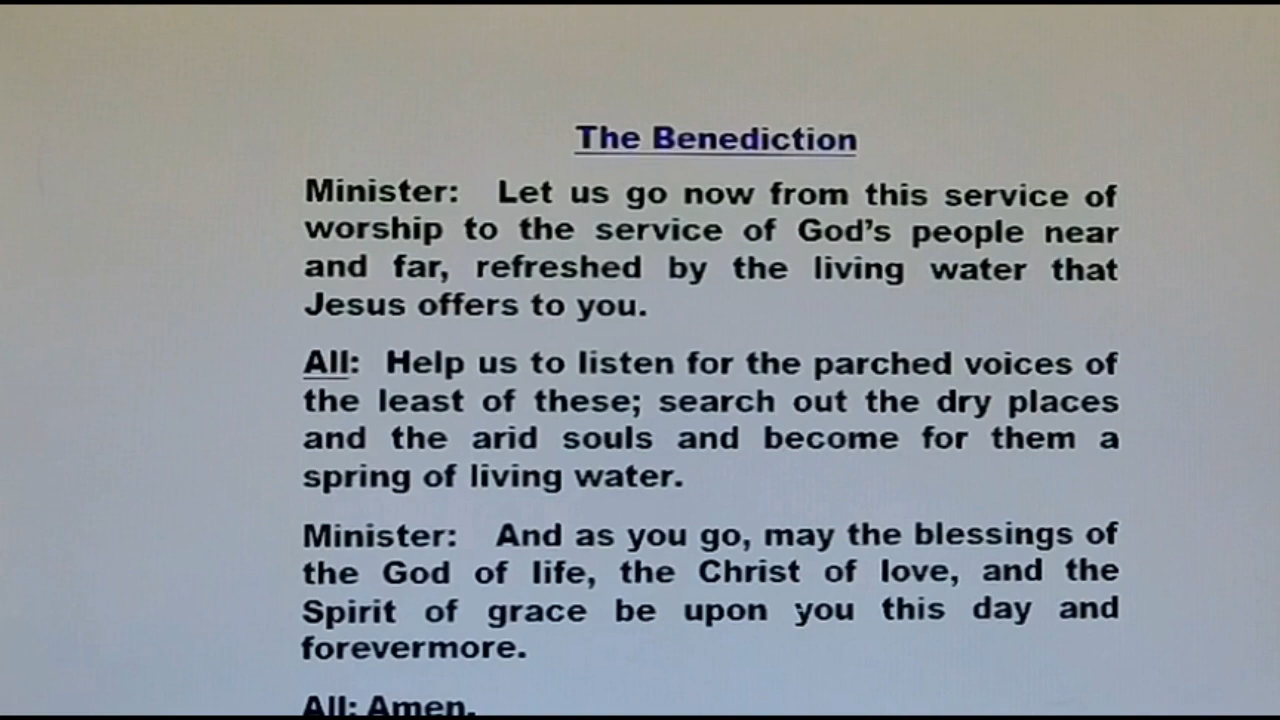 The Benediction
Minister: Let us go now from this service of
worship to the service of God's people near
and far, refreshed by the living water that
Jesus offers to you.
All: Help us to listen for the parched voices of
the least of these; search out the dry places
and the arid souls and become for them a
spring of living water.
Minister: And as you go, may the blessings of
the God of life, the Christ of love, and the
Spirit of grace be upon you this day and
forevermore.
All: Amen.